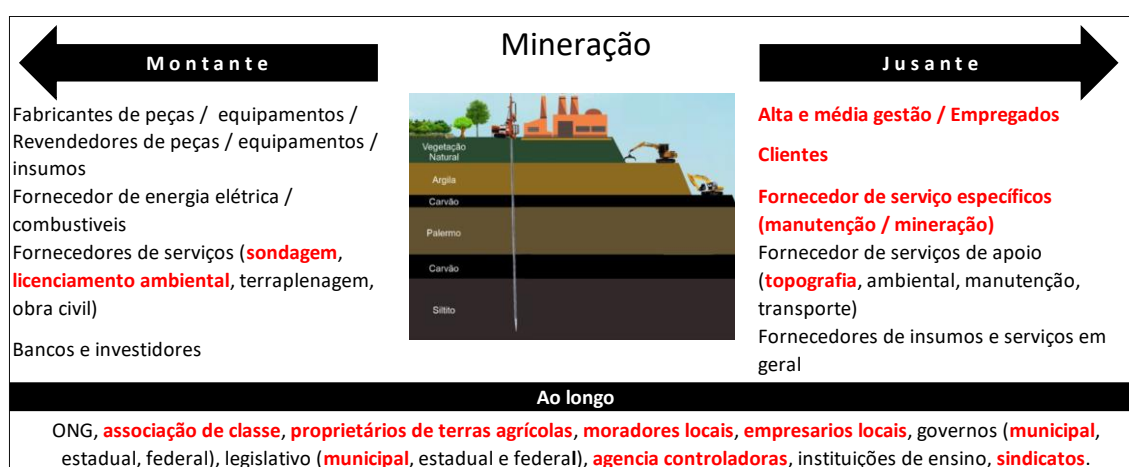 Mineração
Montante
Fabricantes de peças / equipamentos /
Revendedores de peças / equipamentos /
insumos
Fornecedor de energia elétrica /
combustiveis
Fornecedores de serviços (sondagem,
licenciamento ambiental, terraplenagem,
obra civil)
Bancos e investidores
Vegetação
Natural
Argila
Carvão
Palermo
Carvão
Siltito
Jusante
Alta e média gestão / Empregados
Clientes
Fornecedor de serviço específicos
(manutenção / mineração)
Fornecedor de serviços de apoio
(topografia, ambiental, manutenção,
transporte)
Fornecedores de insumos e serviços em
geral
Ao longo
ONG, associação de classe, proprietários de terras agrícolas, moradores locais, empresarios locais, governos (municipal,
estadual, federal), legislativo (municipal, estadual e federal), agencia controladoras, instituições de ensino, sindicatos.